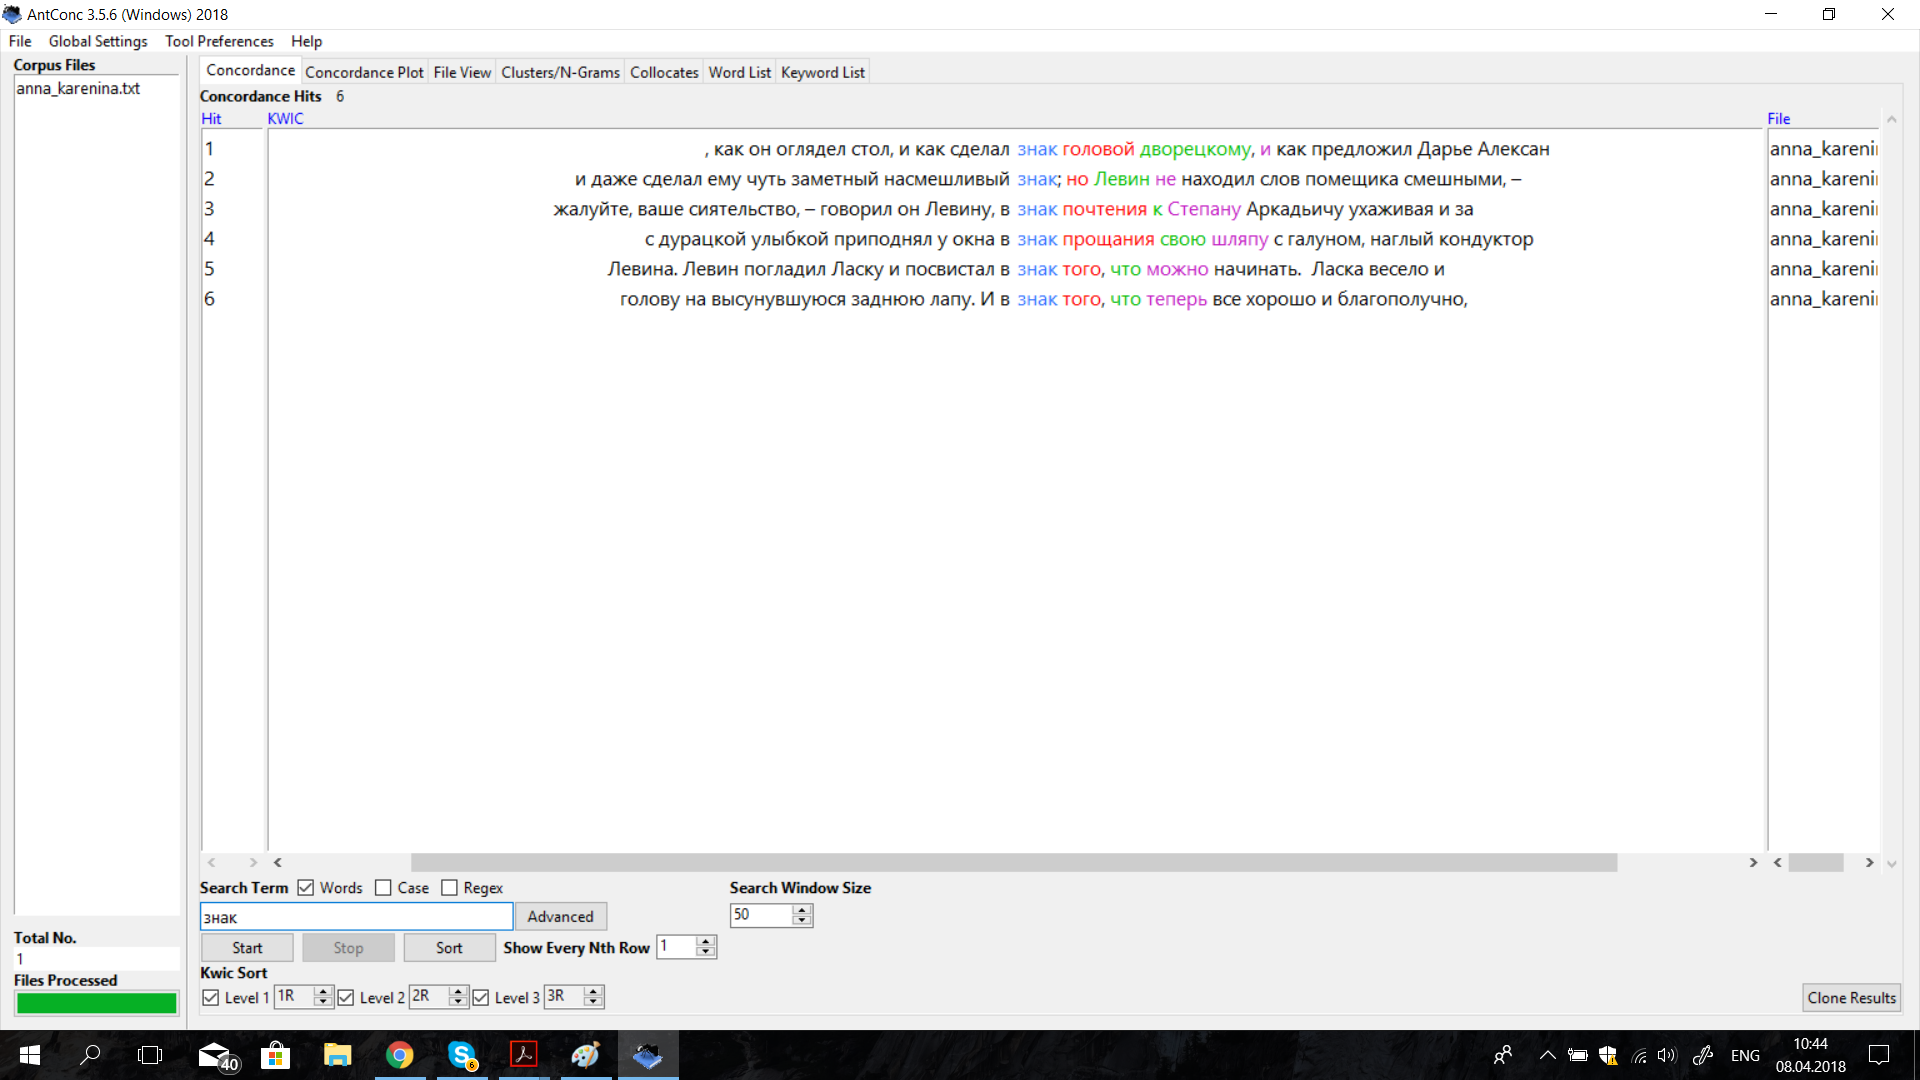 AntConc 3.5.6 (Windows) 2018
File Global Settings Tool Preferences Help
Corpus Files
anna_karenina.txt
Concordance Concordance Plot File View Clusters/N-Grams Collocates Word List Keyword List
Concordance Hits 6
Hit KWIC File
1 , как он оглядел стол, и как сделал знак головой дворецкому, и как предложил Дарье Алексан anna_kareni
2 и даже сделал ему чуть заметный насмешливый знак; но Левин не находил слов помещика смешными, – anna_kareni
3 жалуйте, ваше сиятельство, – говорил он Левину, в знак почтения к Степану Аркадьичу ухаживая и за anna_kareni
4 с дурацкой улыбкой приподнял у окна в знак прощания свою шляпу с галуном, наглый кондуктор anna_kareni
5 Левина. Левин погладил Ласку и посвистал в знак того, что можно начинать. Ласка весело и anna_kareni
6 голову на высунувшуюся заднюю лапу. И в знак того, что теперь все хорошо и благополучно, anna_kareni
Search Term Words Case Regex Search Window Size
знак Advanced 50
Start Stop Sort Show Every Nth Row 1
Kwic Sort
Level 1 1R Level 2 2R Level 3 3R Clone Results
Total No.
1
Files Processed
40 6 ENG 10:44
08.04.2018